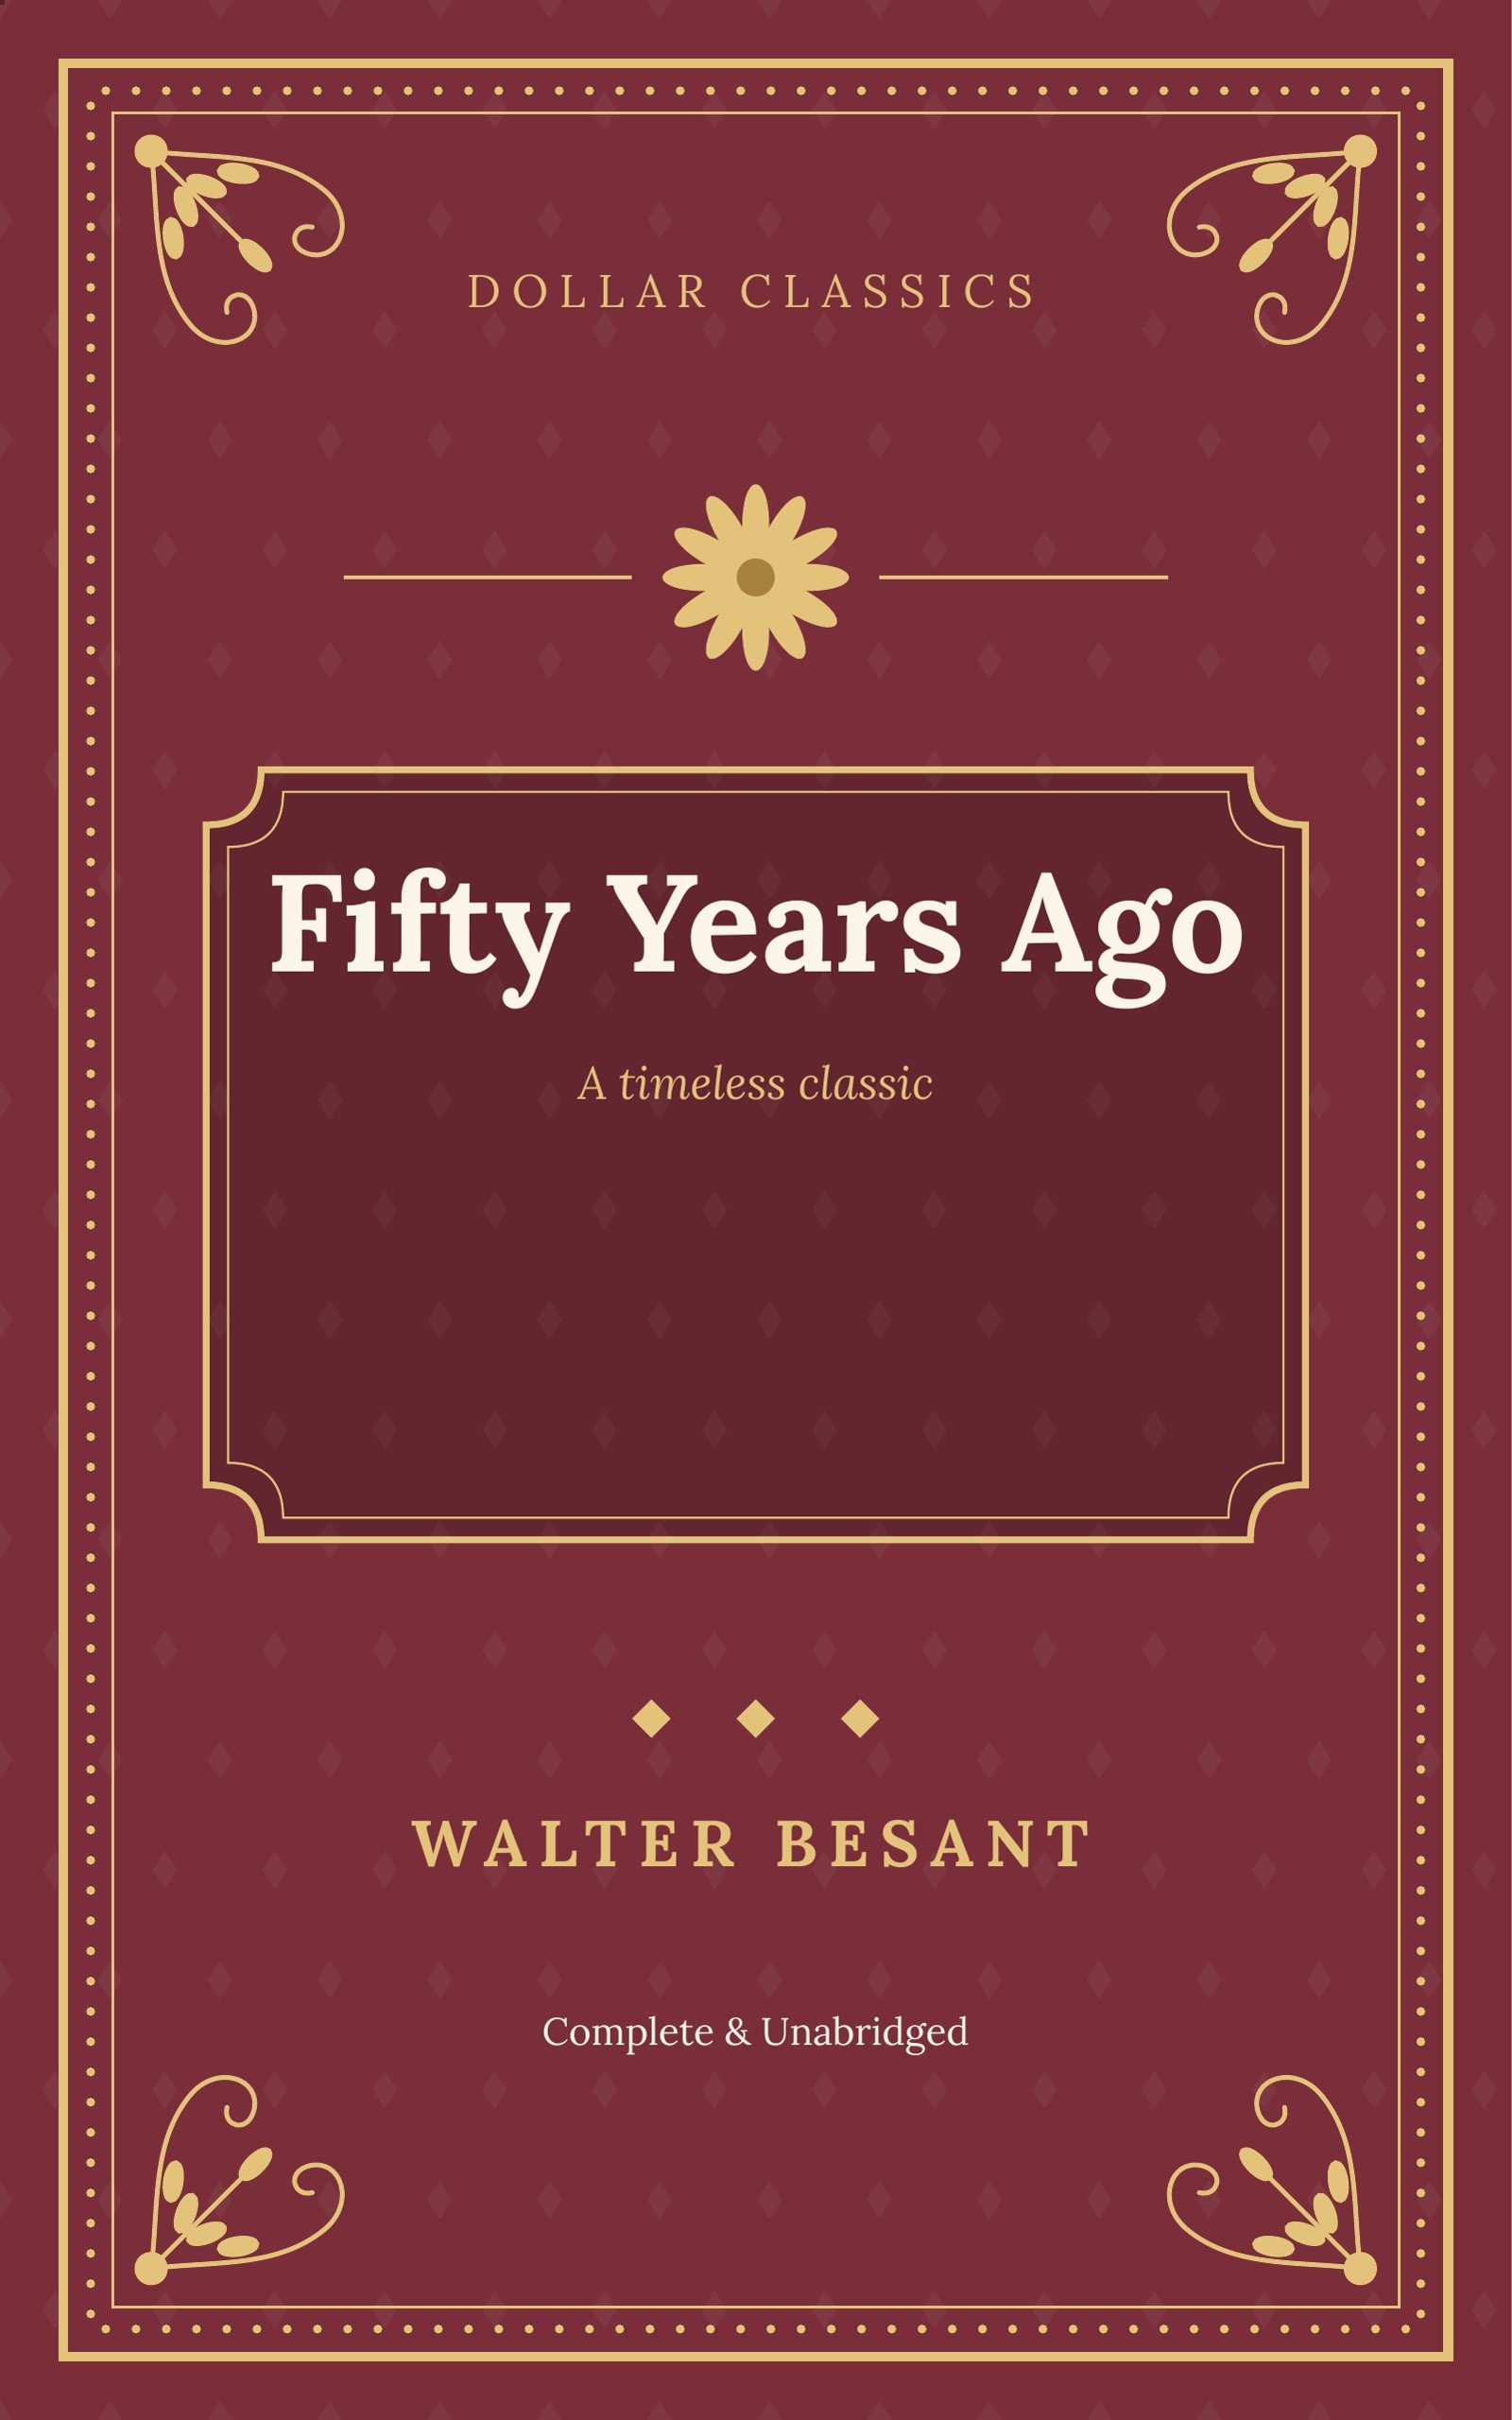 DOLLAR CLASSICS
Fifty Years Ago
A timeless classic
WALTER BESANT
Complete & Unabridged